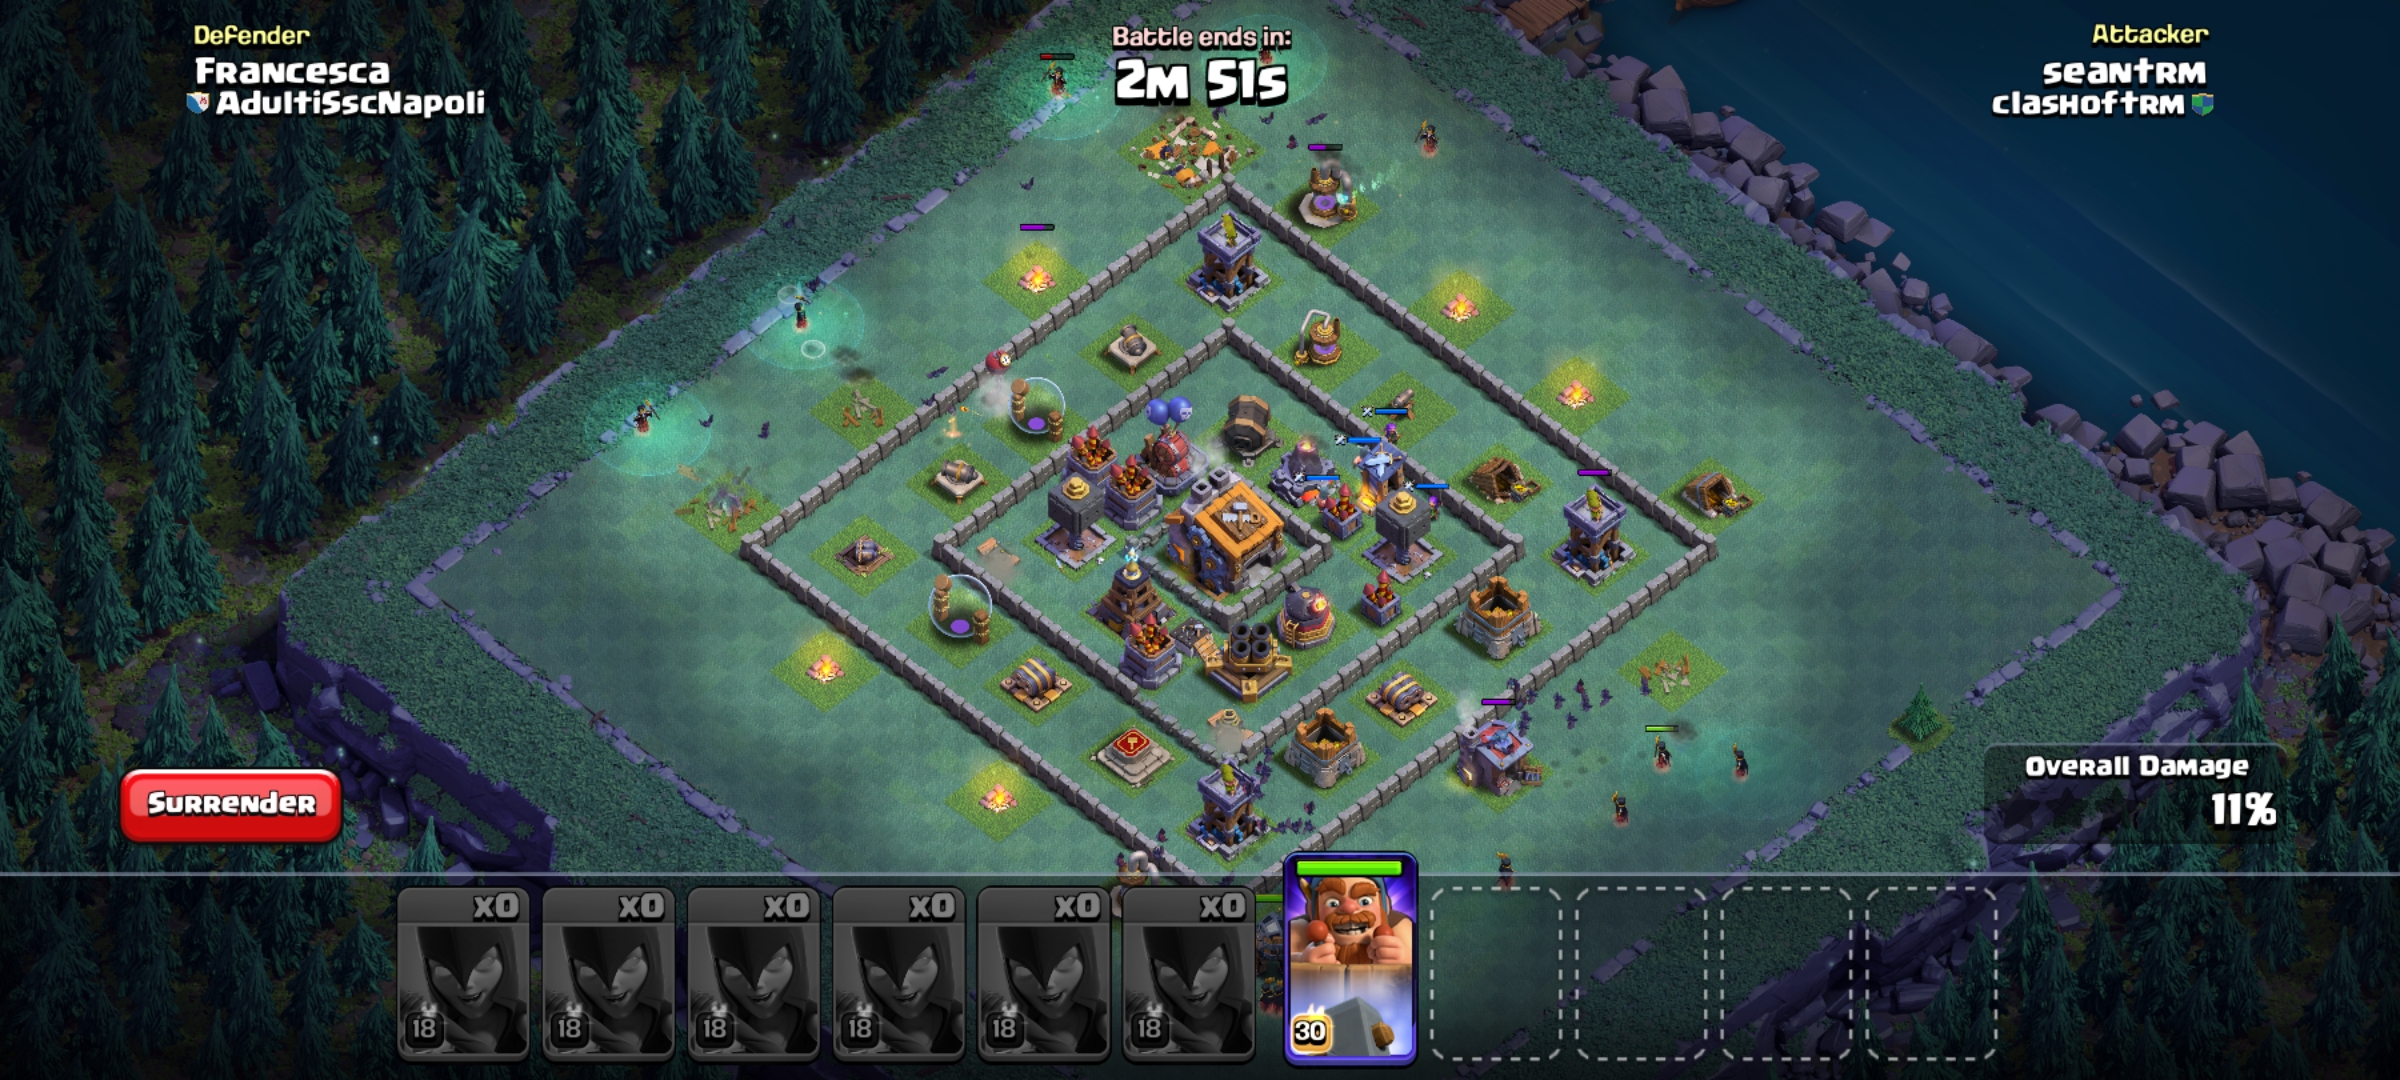 Defender
Francesca
AdultiSscNapoli
Battle ends in:
2M 51s
Attacker
seantRM
clashoftRM
Surrender
Overall Damage
11%
x0
x0
x0
x0
x0
x0
18
18
18
18
18
18
30